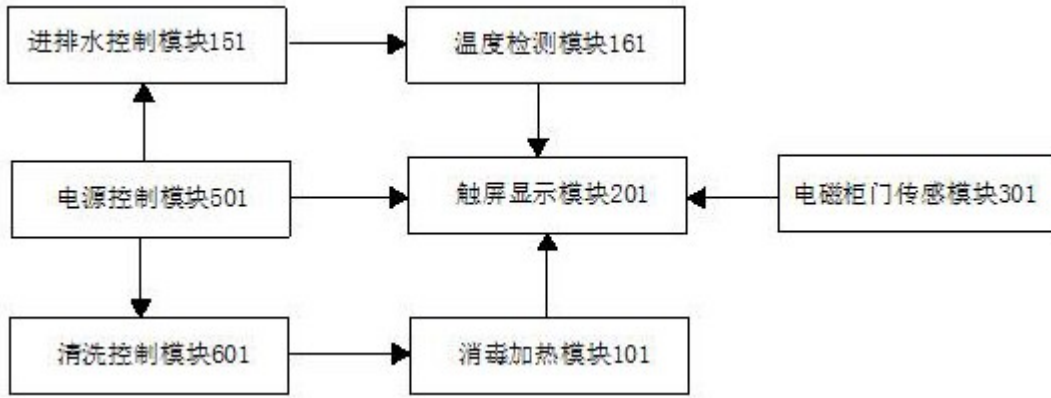 进排水控制模块151
温度检测模块161
电源控制模块501
触屏显示模块201
电磁柜门传感模块301
清洗控制模块601
消毒加热模块101